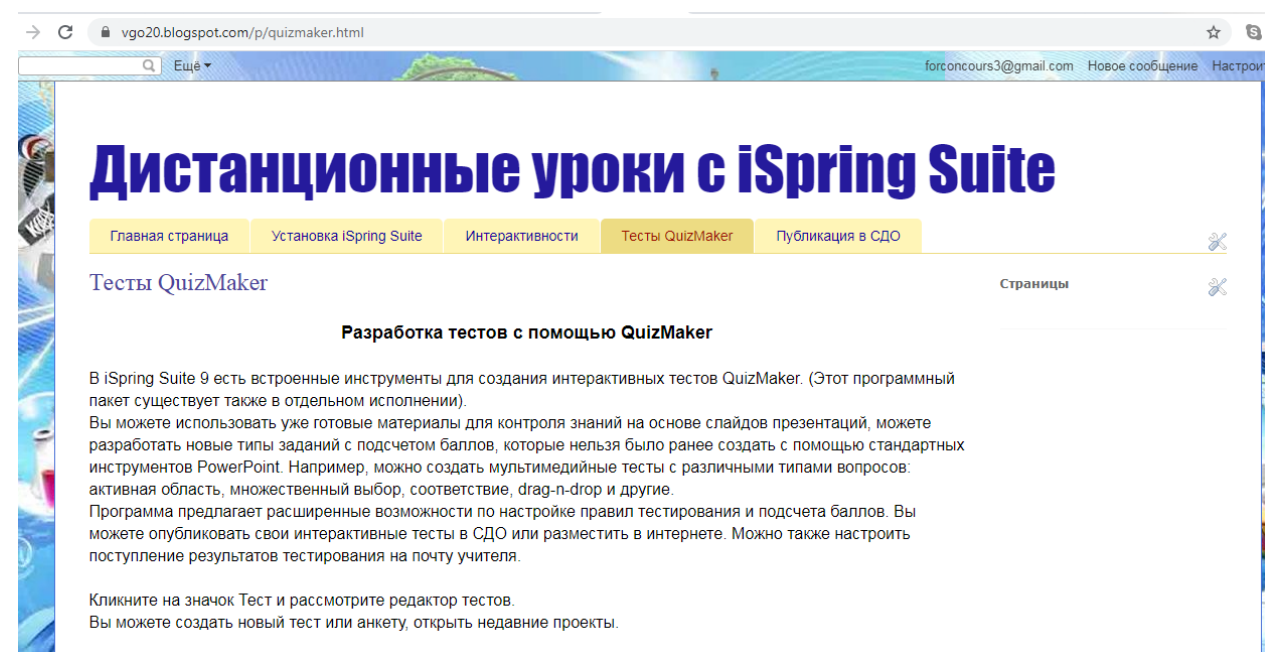 vgo20.blogspot.com/p/quizmaker.html
Ещё
forconcours3@gmail.com Новое сообщение
Дистанционные уроки с iSpring Suite
Главная страница Установка iSpring Suite Интерактивности Тесты QuizMaker Публикация в СДО
Тесты QuizMaker
Страницы
Разработка тестов с помощью QuizMaker
В iSpring Suite 9 есть встроенные инструменты для создания интерактивных тестов QuizMaker. (Этот программный
пакет существует также в отдельном исполнении).
Вы можете использовать уже готовые материалы для контроля знаний на основе слайдов презентаций, можете
разработать новые типы заданий с подсчетом баллов, которые нельзя было ранее создать с помощью стандартных
инструментов PowerPoint. Например, можно создать мультимедийные тесты с различными типами вопросов:
активная область, множественный выбор, соответствие, drag-n-drop и другие.
Программа предлагает расширенные возможности по настройке правил тестирования и подсчета баллов. Вы
можете опубликовать свои интерактивные тесты в СДО или разместить в интернете. Можно также настроить
поступление результатов тестирования на почту учителя.
Кликните на значок Тест и рассмотрите редактор тестов.
Вы можете создать новый тест или анкету, открыть недавние проекты.